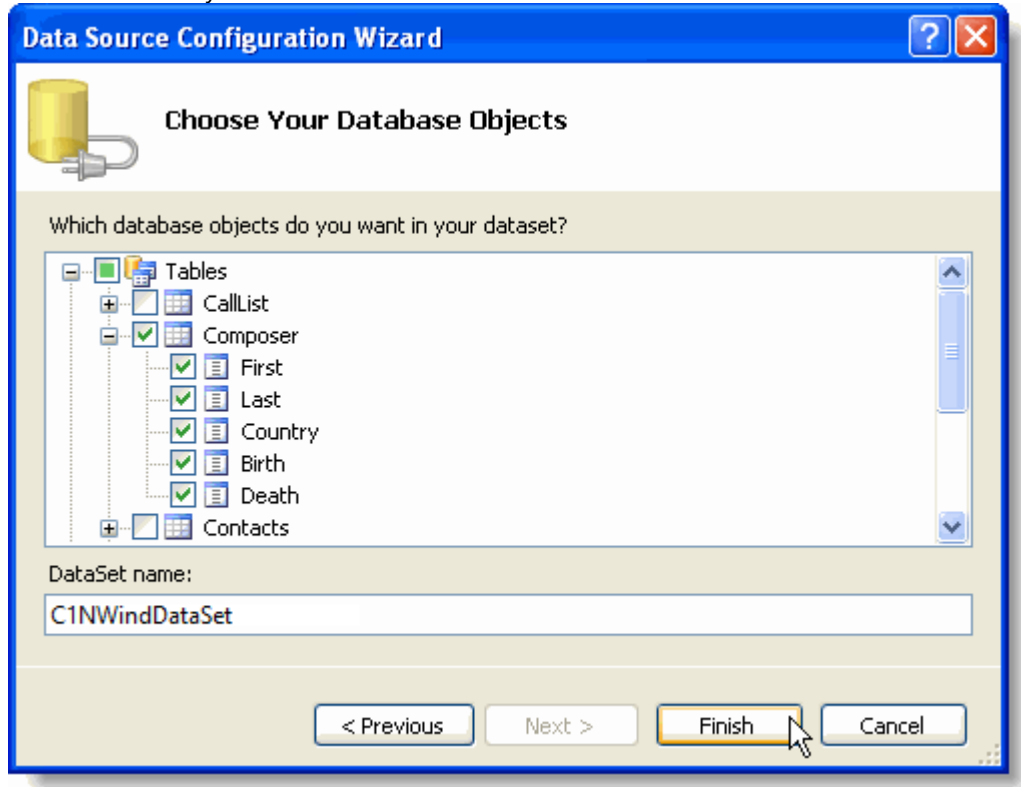 Data Source Configuration Wizard
Choose Your Database Objects
Which database objects do you want in your dataset?
Tables
CallList
Composer
First
Last
Country
Birth
Death
Contacts
DataSet name:
C1NWindDataSet
< Previous Next > Finish Cancel